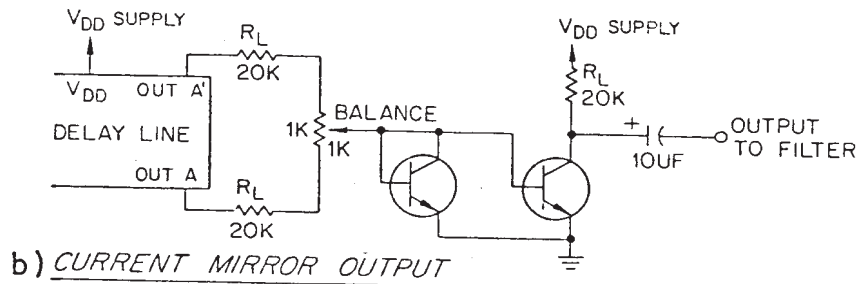 VDD SUPPLY
VDD
OUT A'
DELAY LINE
OUT A
RL
20K
1K
1K
BALANCE
RL
20K
VDD SUPPLY
RL
20K
+
10UF
OUTPUT
TO FILTER
b) CURRENT MIRROR OUTPUT